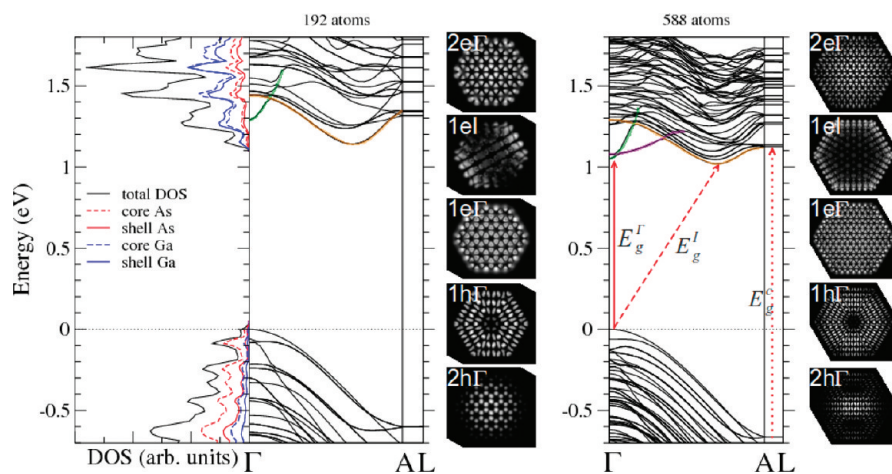 192 atoms
588 atoms
Energy (eV)
1.5
1
0.5
0
-0.5
total DOS
core As
shell As
core Ga
shell Ga
DOS (arb. units)
Γ
AL
2eΓ
1eI
1eΓ
1hΓ
2hΓ
1.5
1
0.5
0
-0.5
E_g^Γ
E_g^I
E_g^c
Γ
AL
2eΓ
1eI
1eΓ
1hΓ
2hΓ